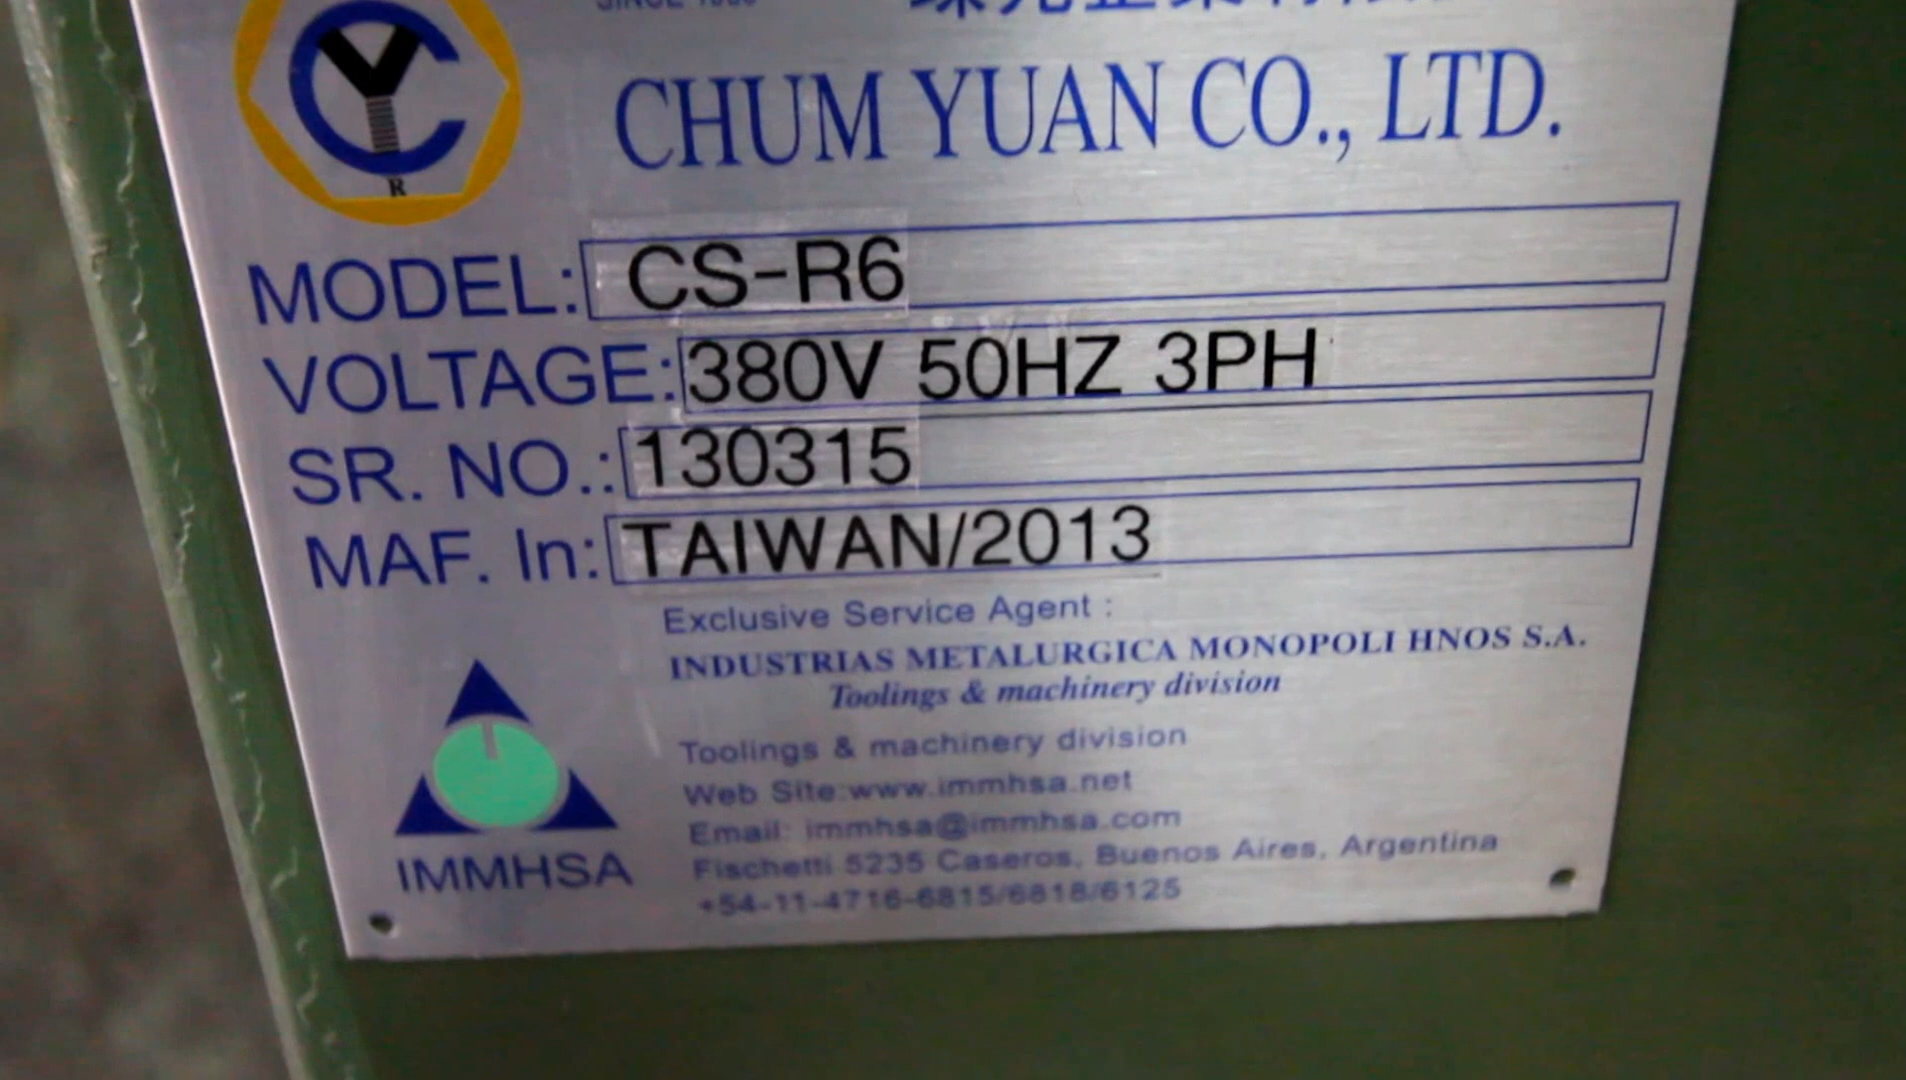 CHUM YUAN CO., LTD.
CY
R
MODEL: CS-R6
VOLTAGE: 380V 50HZ 3PH
SR. NO.: 130315
MAF. In: TAIWAN/2013
Exclusive Service Agent :
INDUSTRIAS METALURGICA MONOPOLI HNOS S.A.
Toolings & machinery division
Toolings & machinery division
Web Site:www.immhsa.net
Email: immhsa@immhsa.com
Fischetti 5235 Caseros, Buenos Aires, Argentina
+54-11-4716-6815/6818/6125
IMMHSA